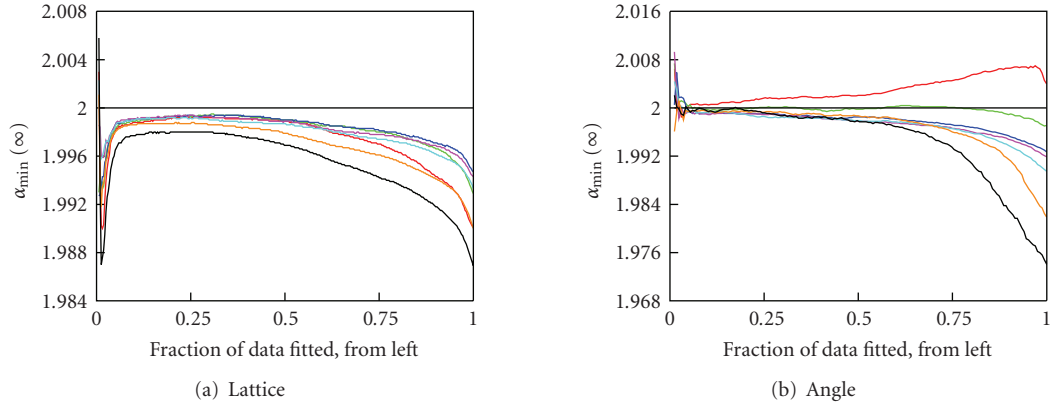 2.008
2.004
2
1.996
1.992
1.988
1.984
α_min (∞)
0 0.25 0.5 0.75 1
Fraction of data fitted, from left
(a) Lattice
2.016
2.008
2
1.992
1.984
1.976
1.968
α_min (∞)
0 0.25 0.5 0.75 1
Fraction of data fitted, from left
(b) Angle